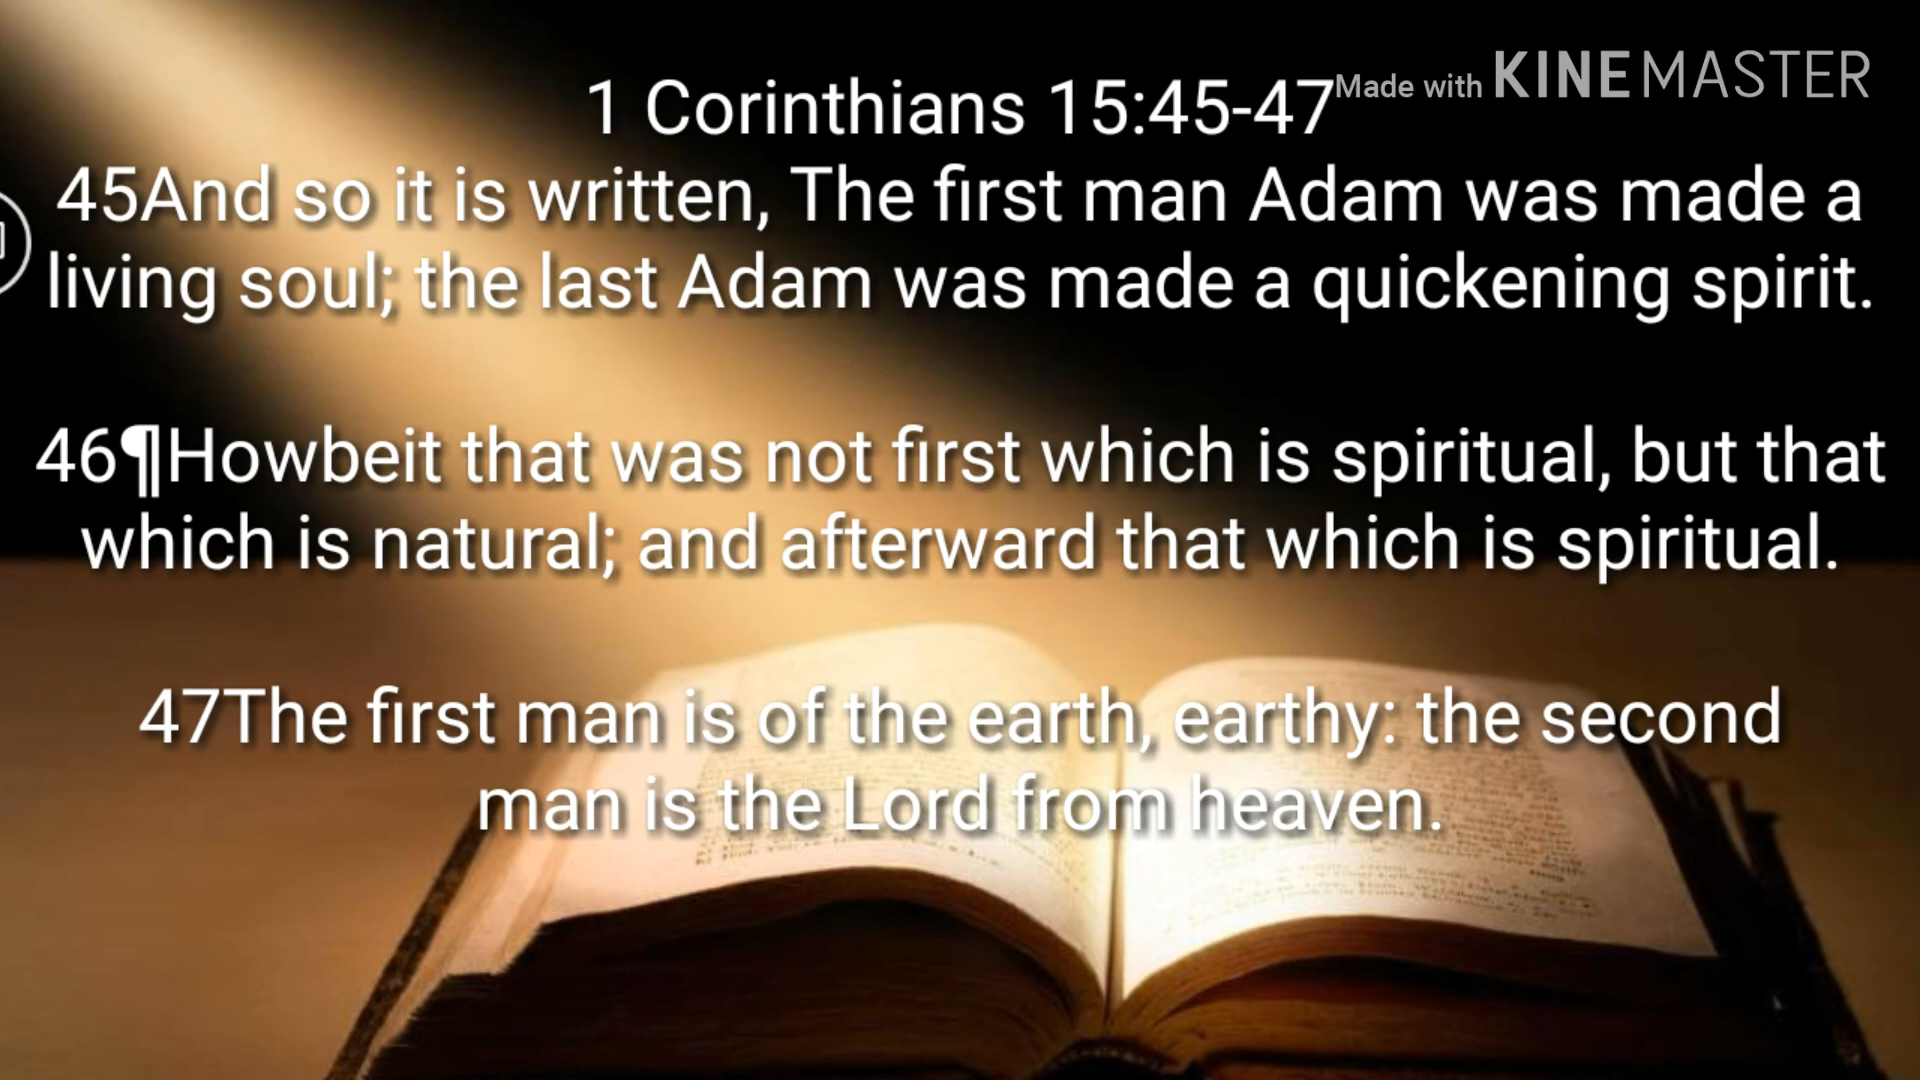 Made with KINEMASTER
1 Corinthians 15:45-47
45And so it is written, The first man Adam was made a
living soul; the last Adam was made a quickening spirit.
46¶Howbeit that was not first which is spiritual, but that
which is natural; and afterward that which is spiritual.
47The first man is of the earth, earthy: the second
man is the Lord from heaven.